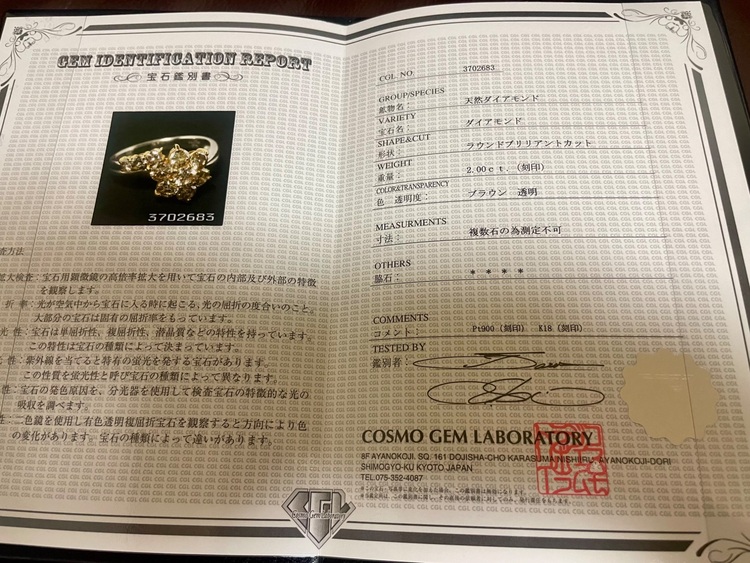 GEM IDENTIFICATION REPORT
宝石鑑別書
3702683
査方法
拡大検査：宝石用顕微鏡の高倍率拡大を用いて宝石の内部及び外部の特徴
を観察します。
折 率：光が空気中から宝石に入る時に起こる、光の屈折の度合いのこと。
大部分の宝石は固有の屈折率をもっています。
光 性：宝石は単屈折性、複屈折性、潜晶質などの特性を持っています。
この特性は宝石の種類によって決まっています。
性：紫外線を当てると特有の蛍光を発する宝石があります。
この性質を蛍光性と呼び宝石の種類によって異なります。
性：宝石の発色原因を、分光器を使用して検査宝石の特徴的な光の
吸収を調べます。
性：二色鏡を使用し有色透明複屈折宝石を観察すると方向により色
の変化があります。宝石の種類によって違いがあります。
CGL
COSMO GEM LABORATORY
CGL NO. 3702683
GROUP/SPECIES
鉱物名： 天然ダイアモンド
VARIETY
宝石名： ダイアモンド
SHAPE&CUT
形状： ラウンドブリリアントカット
WEIGHT
重量： 2.00ct.（刻印）
COLOR&TRANSPARENCY
色 透明度： ブラウン 透明
MEASURMENTS
寸法： 複数石の為測定不可
OTHERS
脇石： ＊ ＊ ＊ ＊
COMMENTS
コメント： Pt900（刻印） K18（刻印）
TESTED BY
鑑別者：
COSMO GEM LABORATORY
8F AYANOKOJI. SQ. 161 DOJISHA-CHO KARASUMA NISHI IRU, AYANOKOJI-DORI
SHIMOGYO-KU KYOTO JAPAN
TEL.075-352-4087